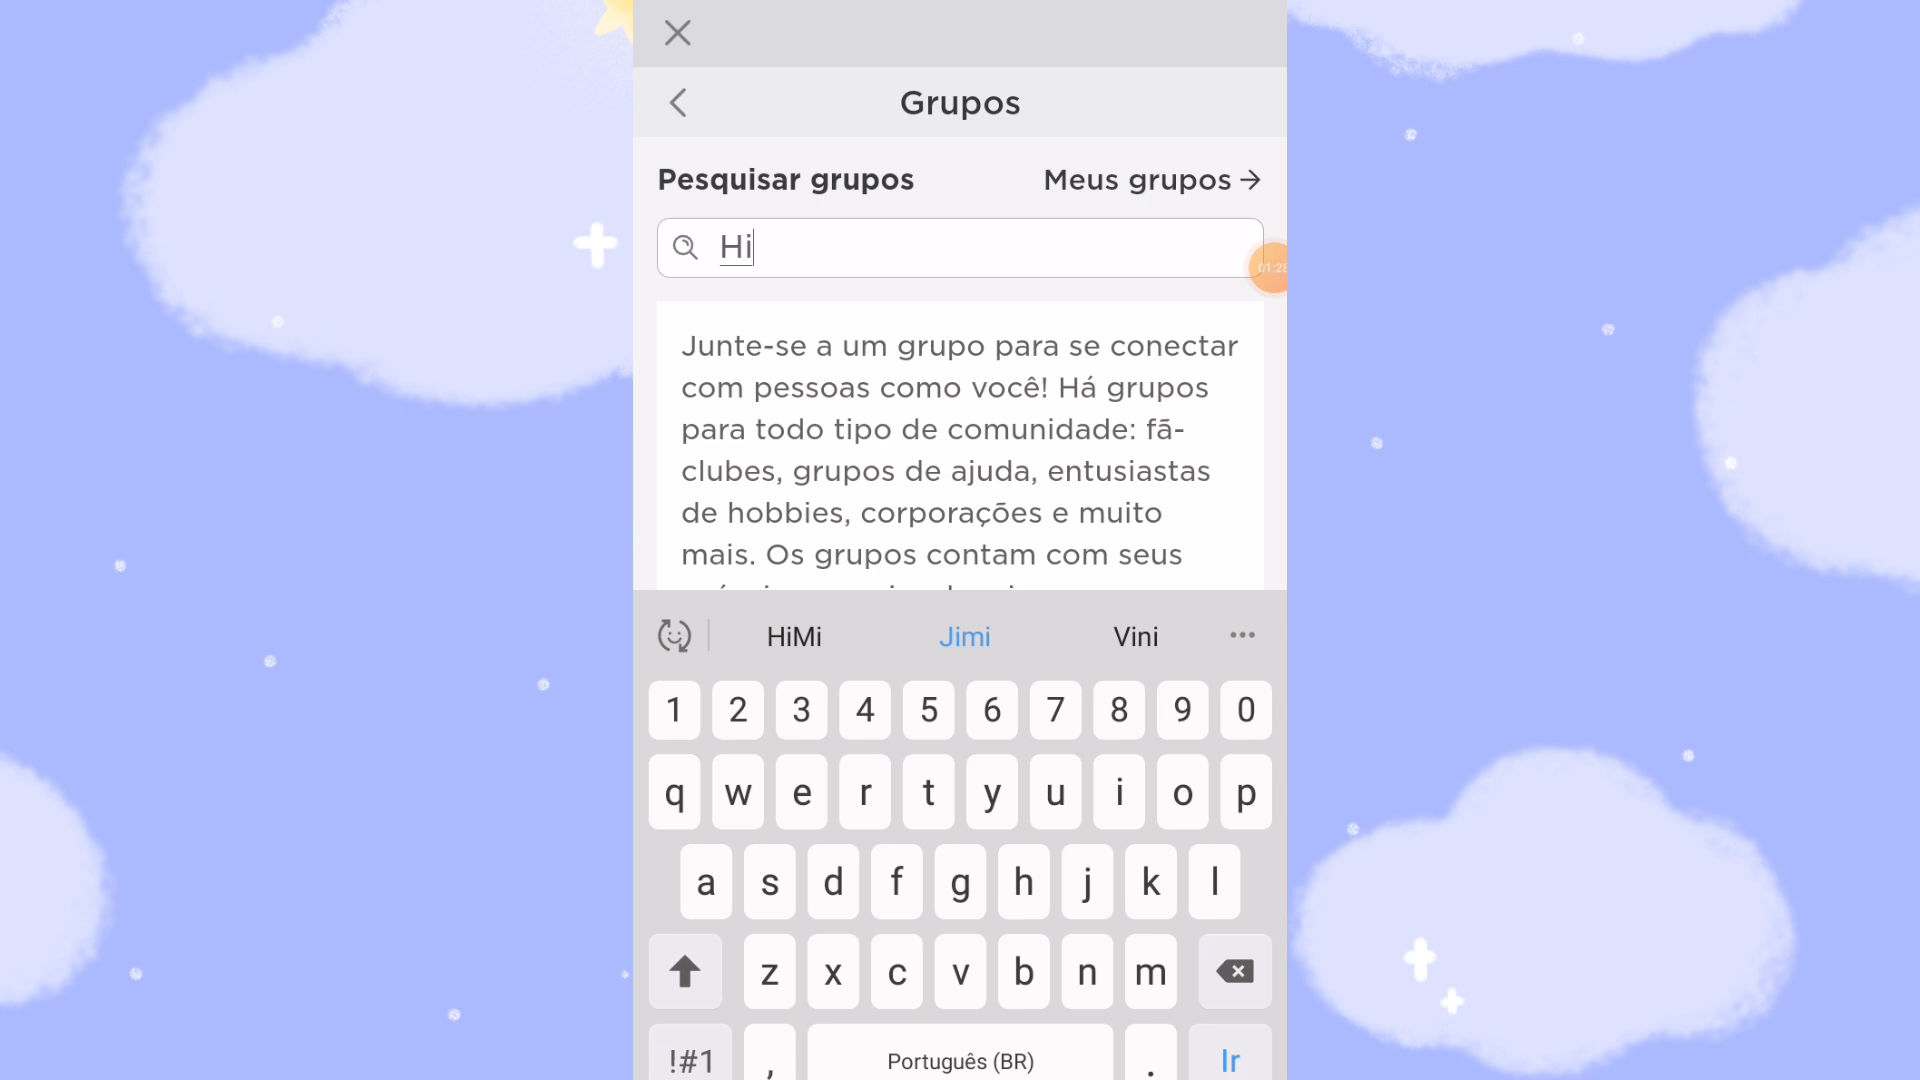 Grupos
Pesquisar grupos
Meus grupos
Hi
01:28
Junte-se a um grupo para se conectar
com pessoas como você! Há grupos
para todo tipo de comunidade: fã-
clubes, grupos de ajuda, entusiastas
de hobbies, corporações e muito
mais. Os grupos contam com seus
HiMi Jimi Vini
1 2 3 4 5 6 7 8 9 0
q w e r t y u i o p
a s d f g h j k l
z x c v b n m
!#1 , Português (BR) . Ir